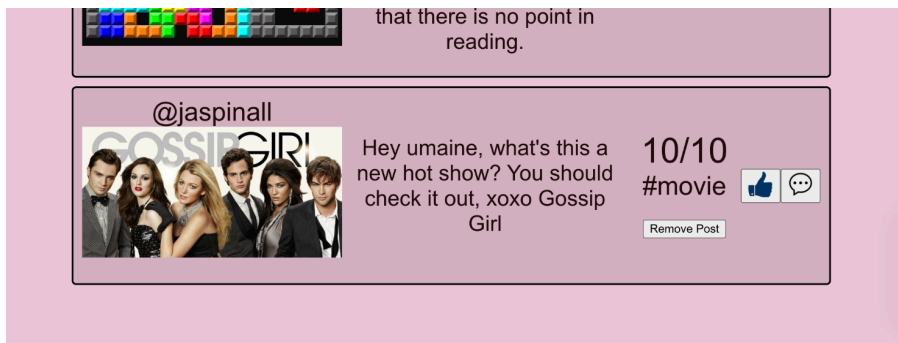 that there is no point in
reading.
@jaspinall
GOSSIP GIRL
Hey umaine, what's this a
new hot show? You should
check it out, xoxo Gossip
Girl
10/10
#movie
Remove Post